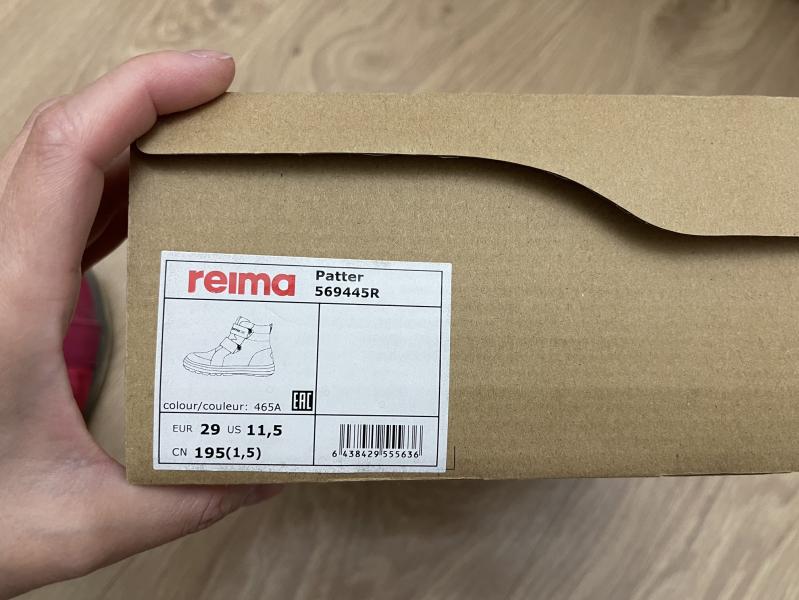 reima
Patter
569445R
colour/couleur: 465A
EAC
EUR 29 US 11,5
CN 195(1,5)
6 438429 555636